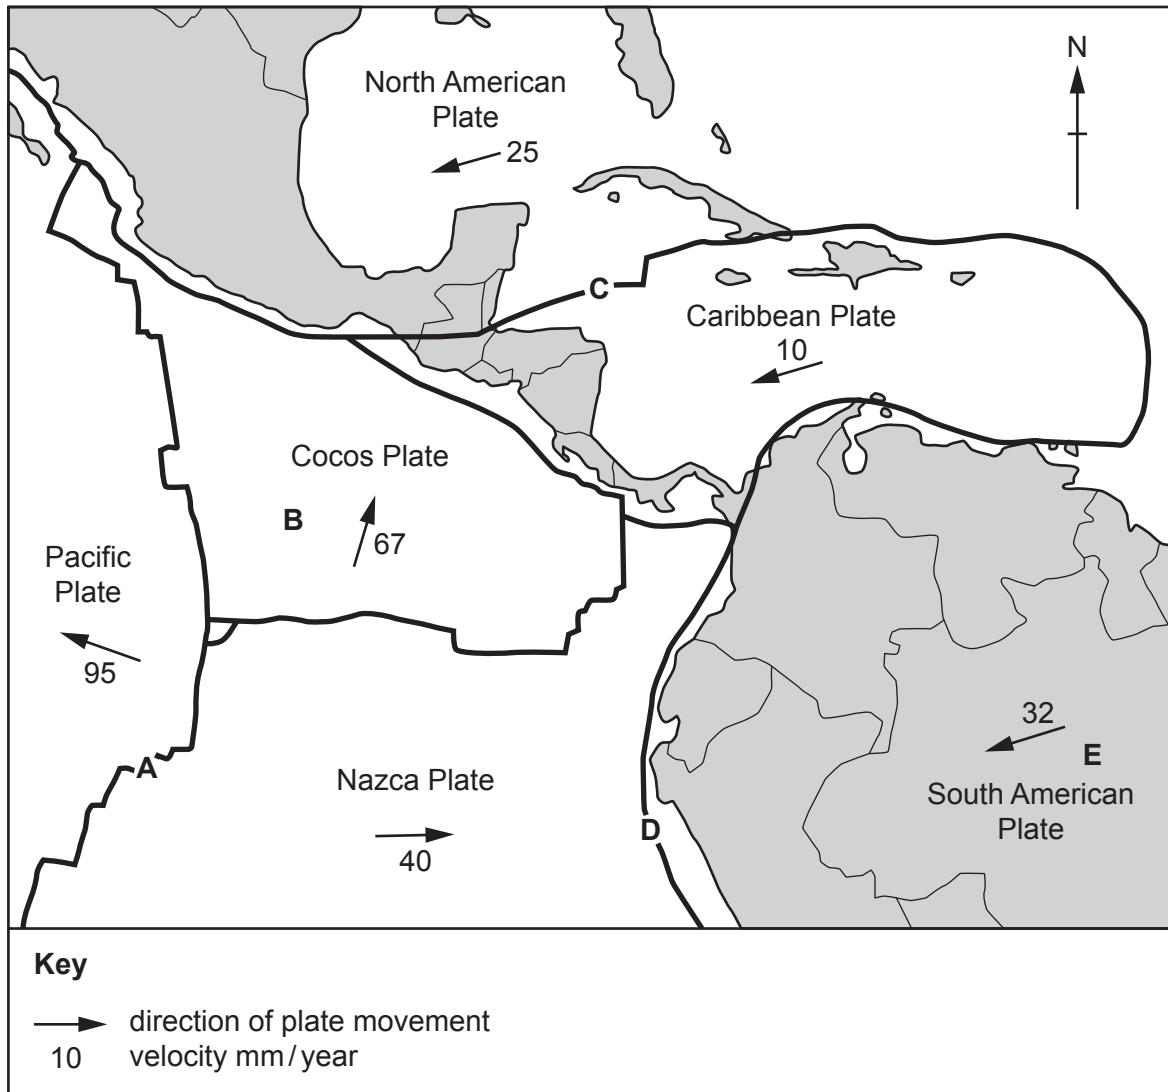 N
North American
Plate
25
C
Caribbean Plate
10
Cocos Plate
B
67
Pacific
Plate
95
A
Nazca Plate
40
D
32
E
South American
Plate
Key
direction of plate movement
10 velocity mm / year